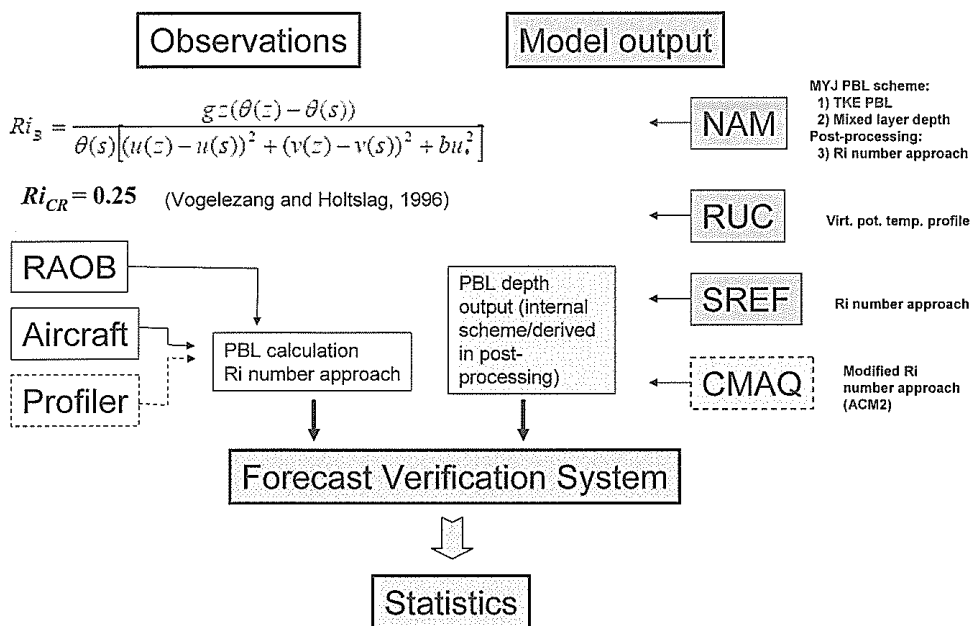 Observations
Model output
Ri_B = gz(θ(z) − θ(s)) / θ(s)[(u(z) − u(s))² + (v(z) − v(s))² + bu*²]
Ri_CR = 0.25 (Vogelezang and Holtslag, 1996)
RAOB
Aircraft
Profiler
PBL calculation
Ri number approach
PBL depth
output (internal
scheme/derived
in post-
processing)
NAM
MYJ PBL scheme:
1) TKE PBL
2) Mixed layer depth
Post-processing:
3) Ri number approach
RUC
Virt. pot. temp. profile
SREF
Ri number approach
CMAQ
Modified Ri
number approach
(ACM2)
Forecast Verification System
Statistics